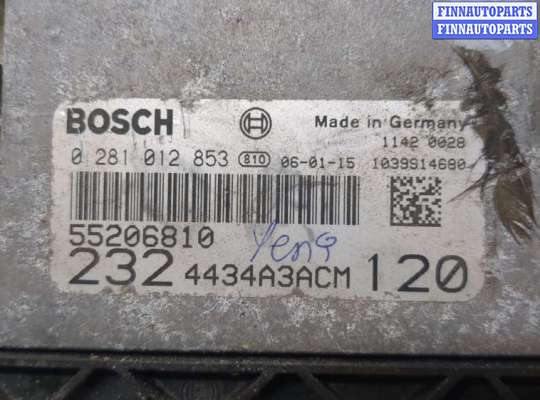 FINNAUTOPARTS
FINNAUTOPARTS
BOSCH
Made in Germany
1142 0028
0 281 012 853 810 06-01-15 1039S14680
55206810
232 4434A3ACM 120